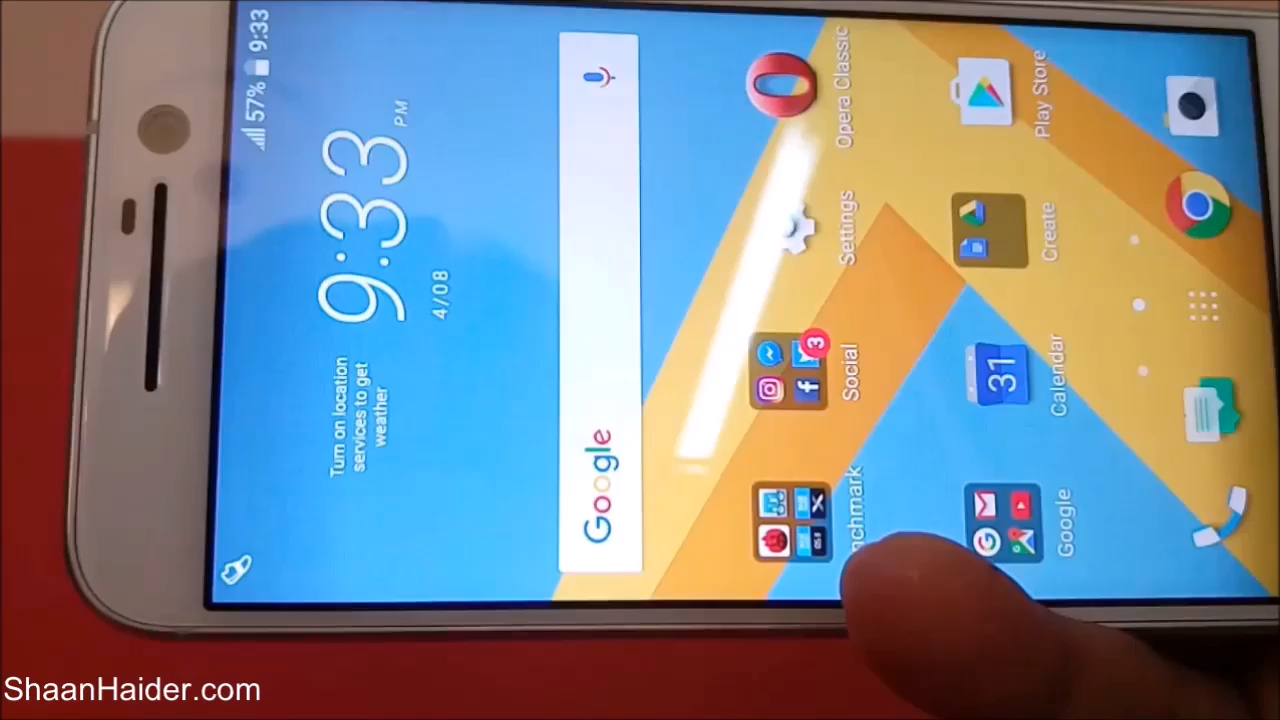 57% 9:33
9:33 PM
4/08
Turn on location
services to get
weather
Google
Social
3
Settings
Opera Classic
Google
Calendar
31
Create
Play Store
ShaanHaider.com